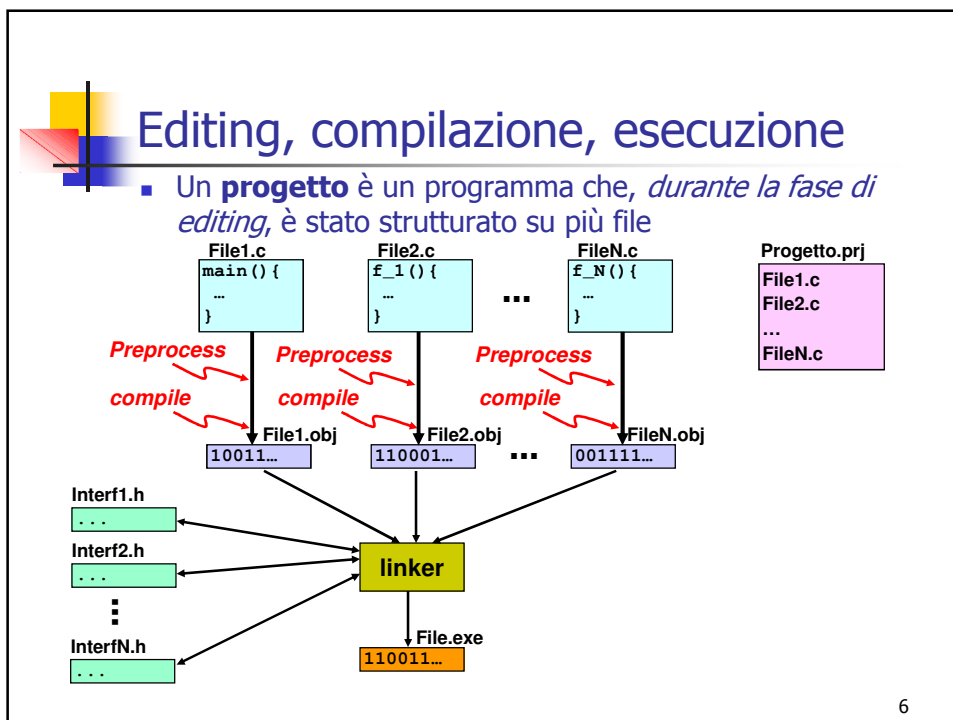 Editing, compilazione, esecuzione
Un progetto è un programma che, durante la fase di
editing, è stato strutturato su più file
File1.c
main(){
…
}
File2.c
f_1(){
…
}
...
FileN.c
f_N(){
…
}
Progetto.prj
File1.c
File2.c
…
FileN.c
Preprocess
compile
Preprocess
compile
Preprocess
compile
File1.obj
10011…
File2.obj
110001…
...
FileN.obj
001111…
Interf1.h
...
Interf2.h
...
...
InterfN.h
...
linker
File.exe
110011…
6